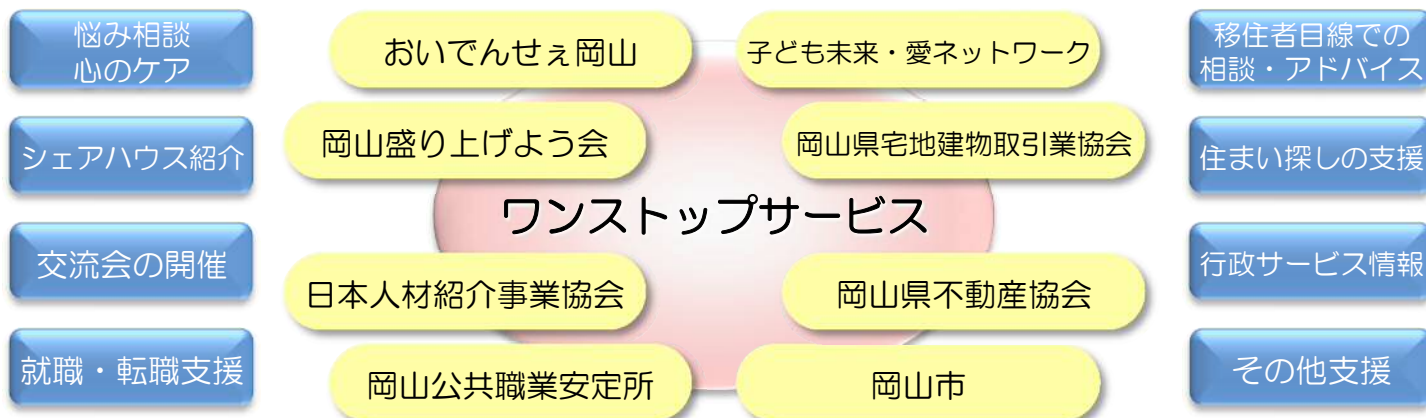 悩み相談
心のケア
シェアハウス紹介
交流会の開催
就職・転職支援
おいでんせぇ岡山
子ども未来・愛ネットワーク
岡山盛り上げよう会
岡山県宅地建物取引業協会
ワンストップサービス
日本人材紹介事業協会
岡山県不動産協会
岡山公共職業安定所
岡山市
移住者目線での
相談・アドバイス
住まい探しの支援
行政サービス情報
その他支援